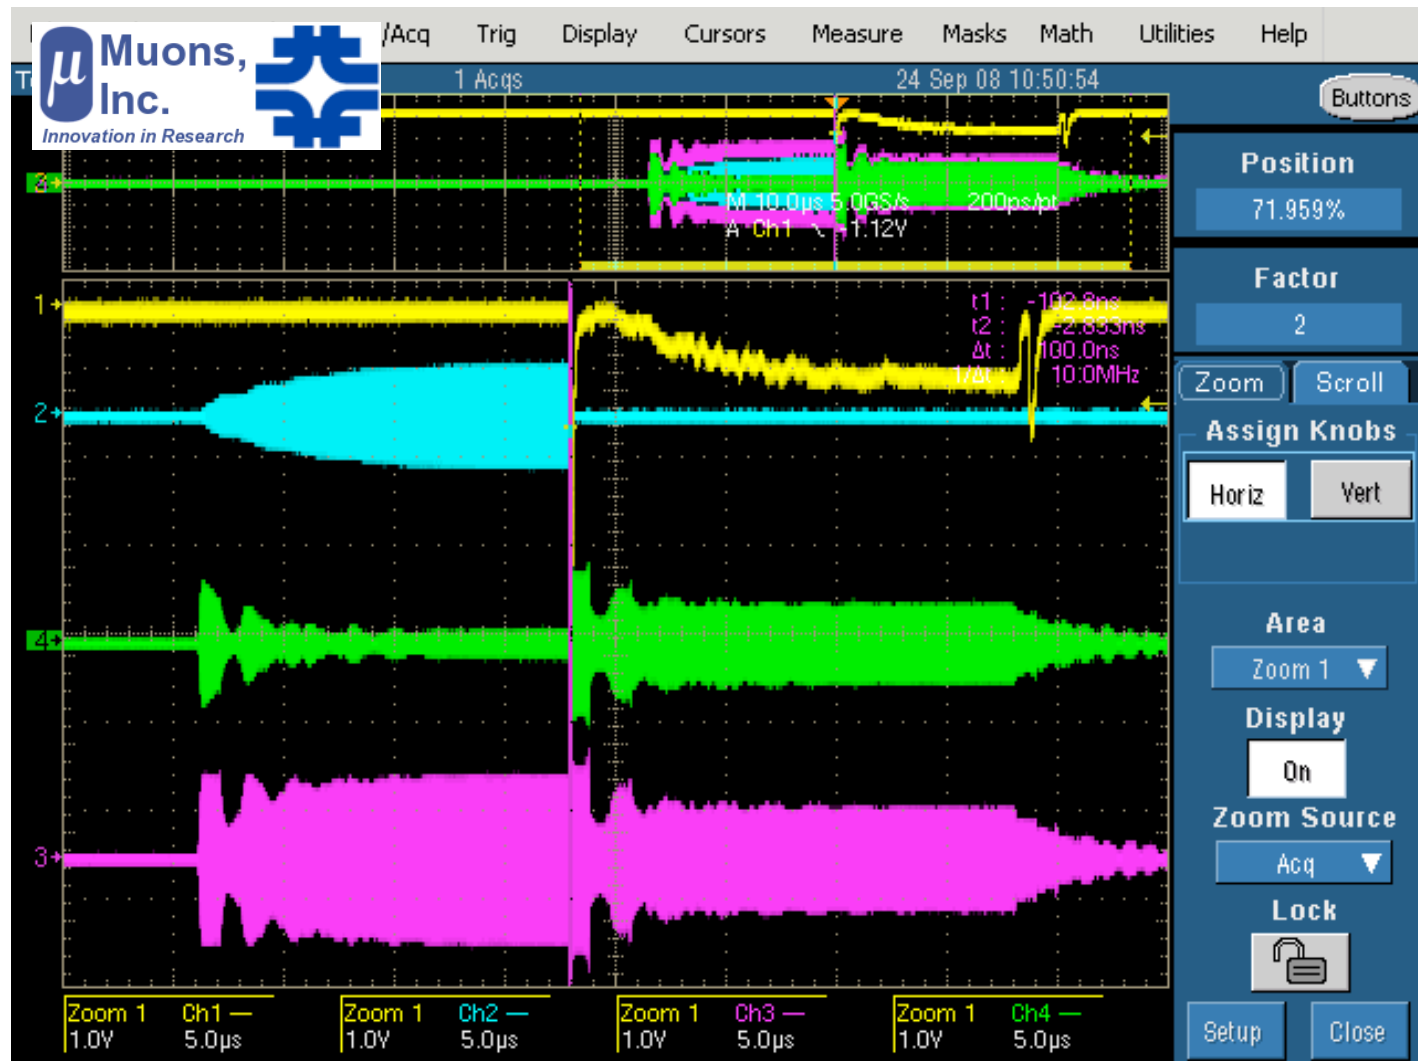 /Acq Trig Display Cursors Measure Masks Math Utilities Help
μ Muons, Inc.
Innovation in Research
1 Acqs
24 Sep 08 10:50:54
Buttons
M 10.0µs 5.0GS/s 200ps/pt
A Ch1 -1.12V
Position
71.959%
Factor
2
Zoom Scroll
Assign Knobs
Horiz Vert
1
t1 : -102.8ns
t2 : -2.833ns
Δt : 100.0ns
1/Δt : 10.0MHz
2
4
3
Area
Zoom 1
Display
On
Zoom Source
Acq
Lock
Setup Close
Zoom 1 Ch1
1.0V 5.0µs
Zoom 1 Ch2
1.0V 5.0µs
Zoom 1 Ch3
1.0V 5.0µs
Zoom 1 Ch4
1.0V 5.0µs